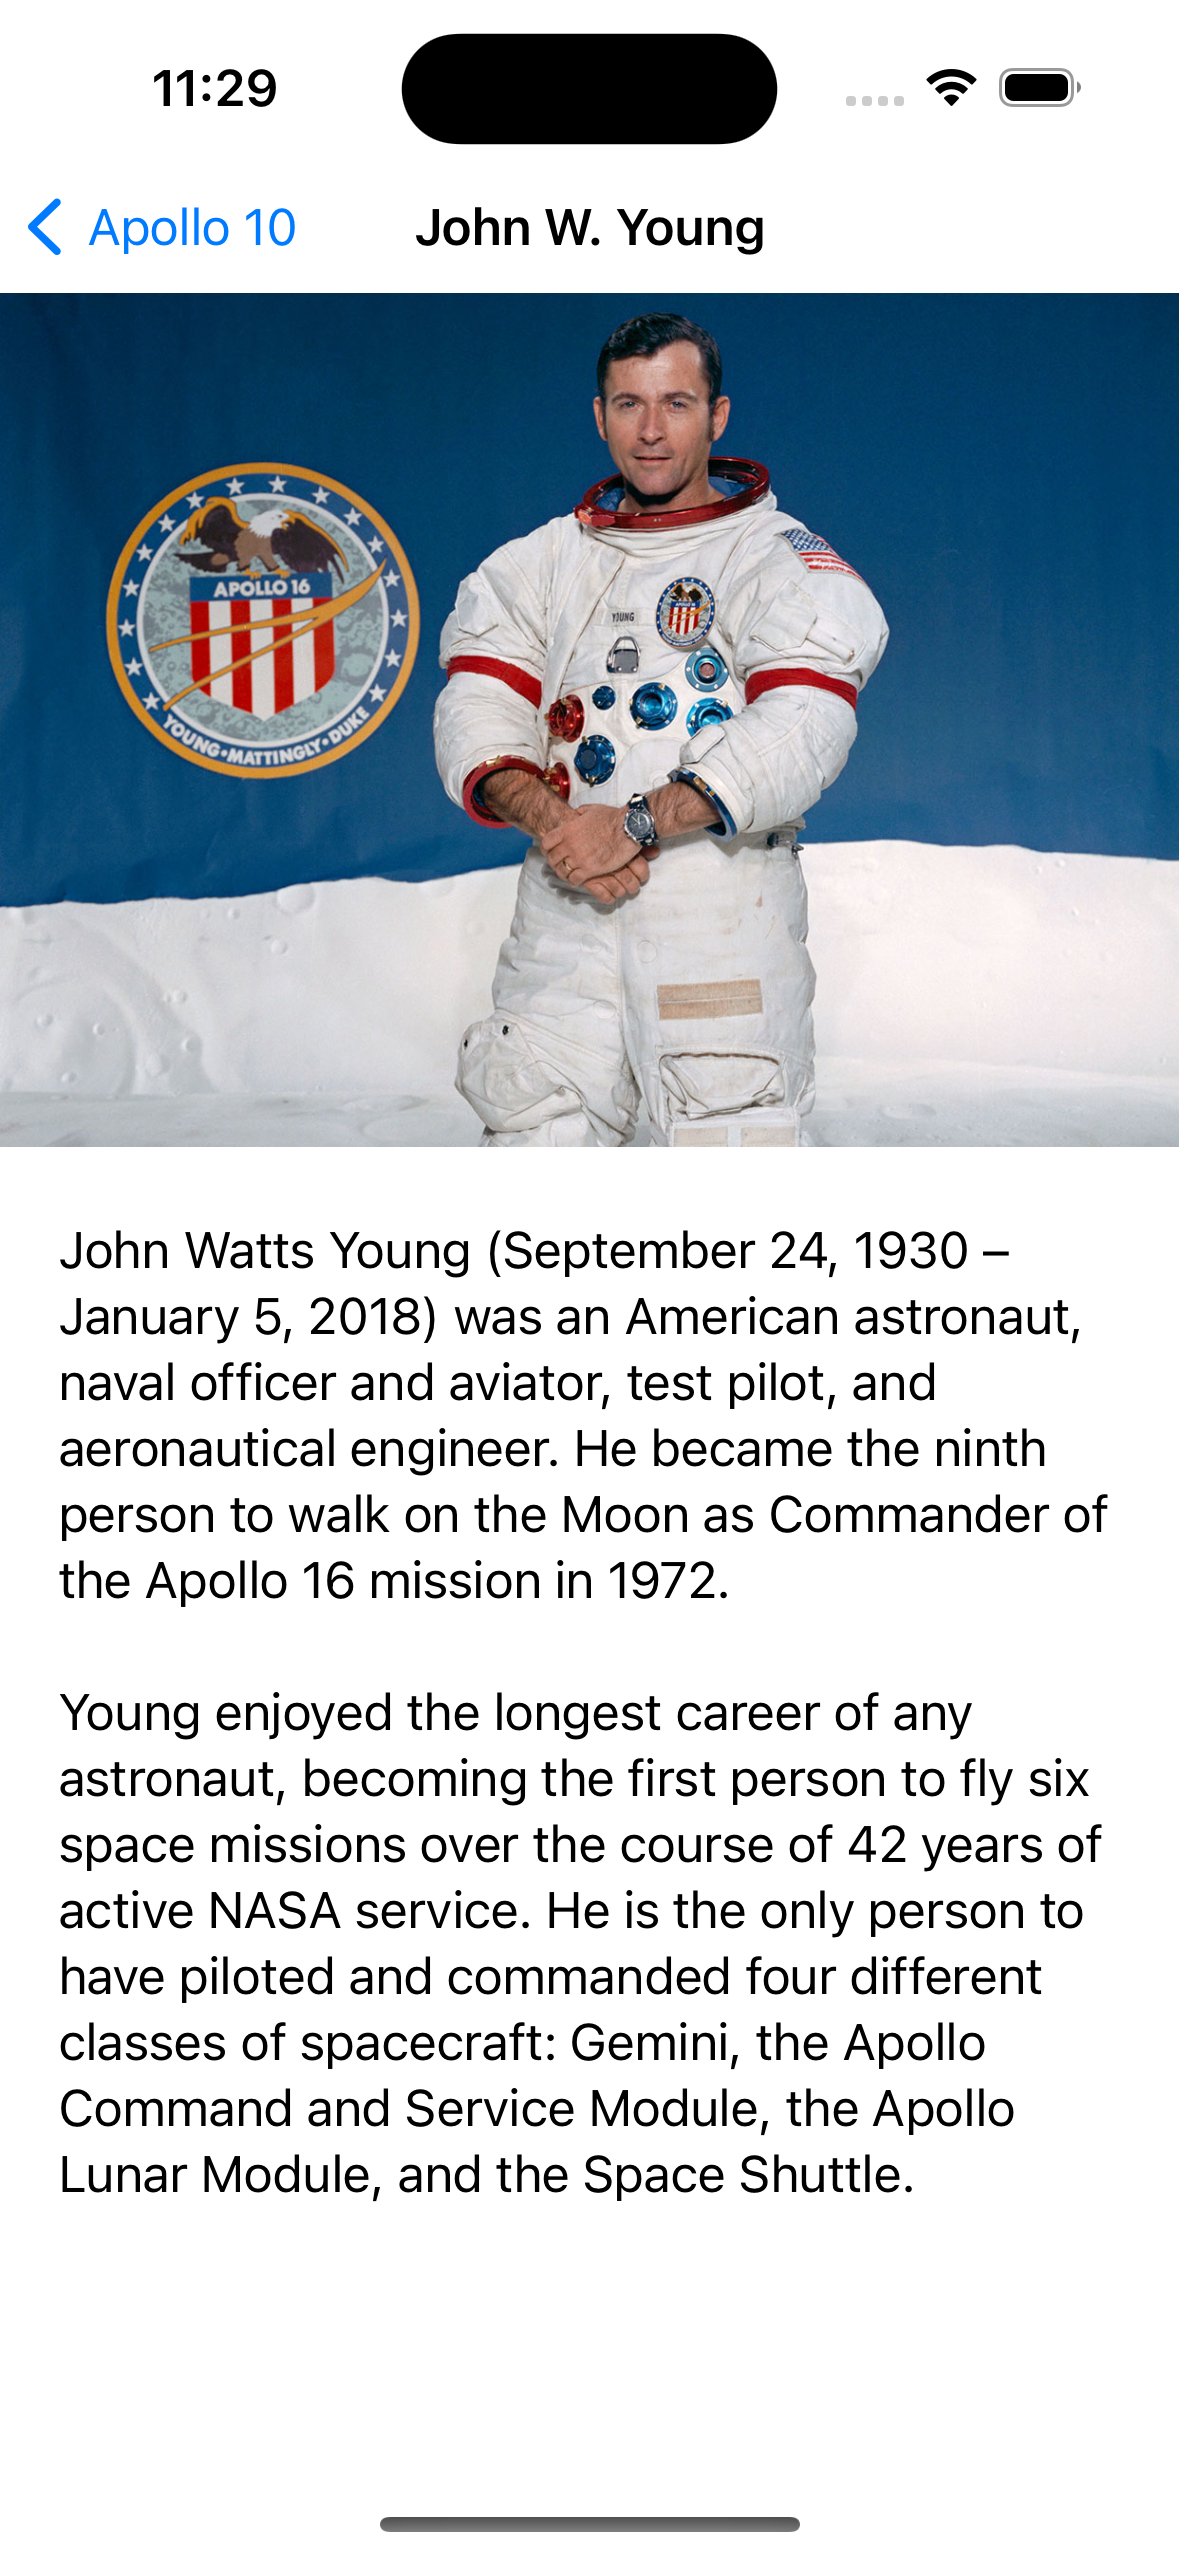 11:29
Apollo 10
John W. Young
APOLLO 16
YOUNG•MATTINGLY•DUKE
YOUNG
APOLLO 16
John Watts Young (September 24, 1930 –
January 5, 2018) was an American astronaut,
naval officer and aviator, test pilot, and
aeronautical engineer. He became the ninth
person to walk on the Moon as Commander of
the Apollo 16 mission in 1972.
Young enjoyed the longest career of any
astronaut, becoming the first person to fly six
space missions over the course of 42 years of
active NASA service. He is the only person to
have piloted and commanded four different
classes of spacecraft: Gemini, the Apollo
Command and Service Module, the Apollo
Lunar Module, and the Space Shuttle.